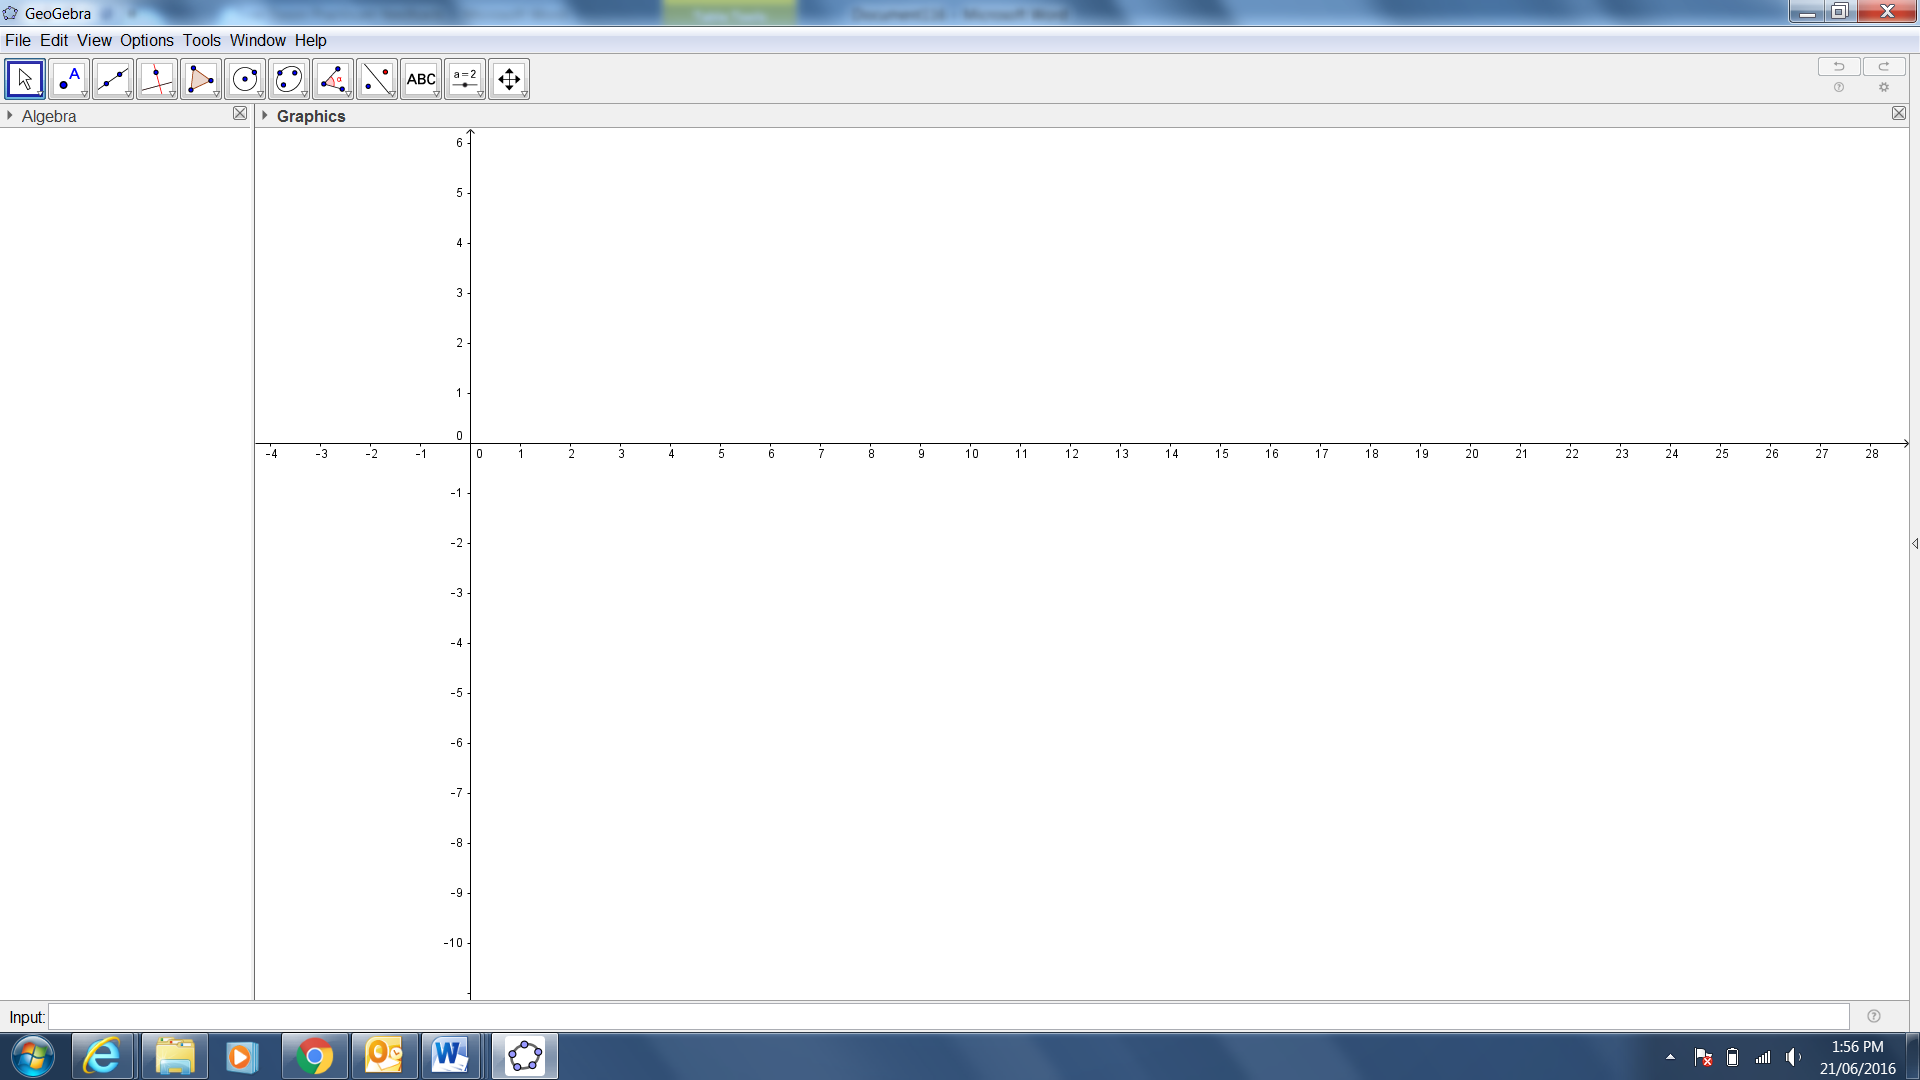 GeoGebra
File Edit View Options Tools Window Help
A
α
ABC
a=2
Algebra
Graphics
6
5
4
3
2
1
0
-4 -3 -2 -1 0 1 2 3 4 5 6 7 8 9 10 11 12 13 14 15 16 17 18 19 20 21 22 23 24 25 26 27 28
-1
-2
-3
-4
-5
-6
-7
-8
-9
-10
Input:
1:56 PM
21/06/2016